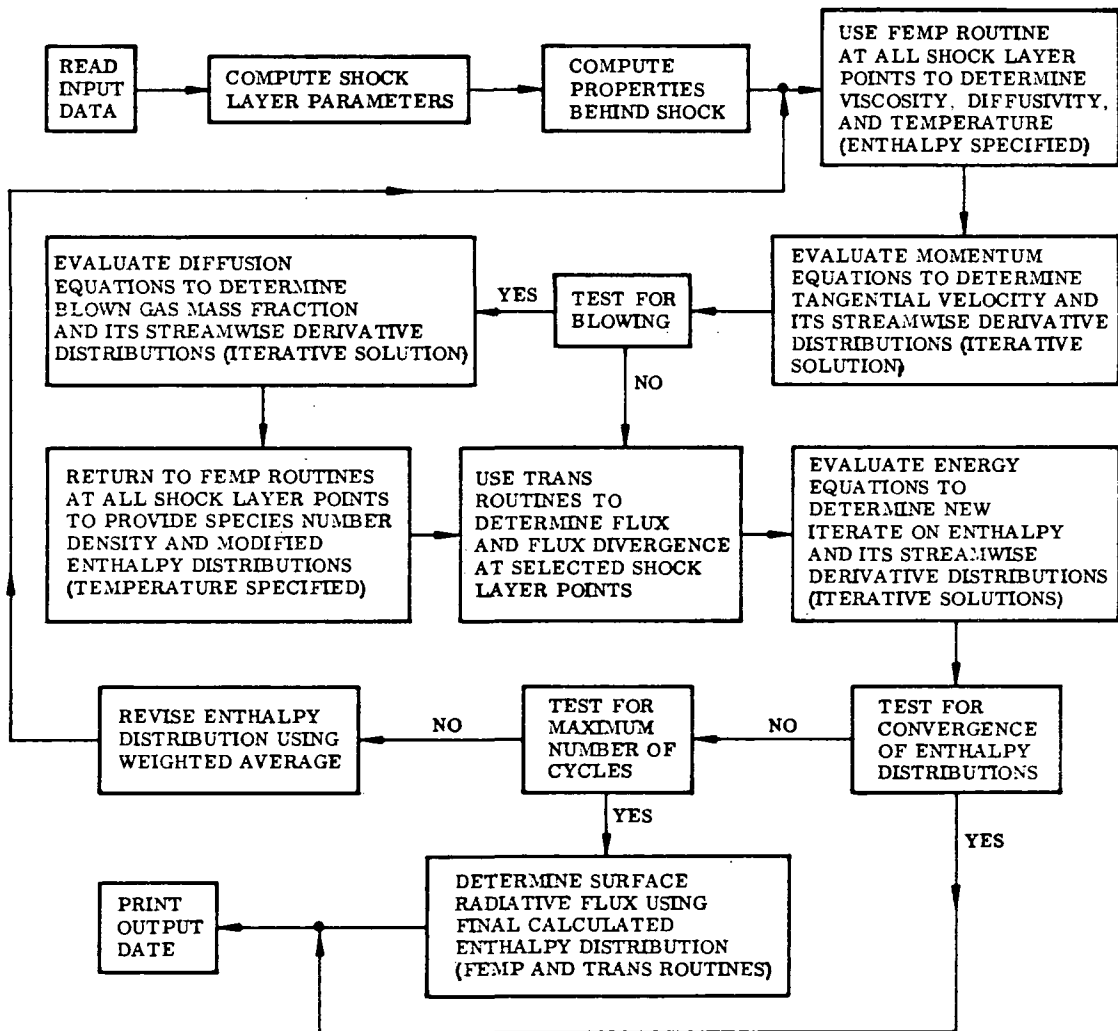 READ
INPUT
DATA
COMPUTE SHOCK
LAYER PARAMETERS
COMPUTE
PROPERTIES
BEHIND SHOCK
USE FEMP ROUTINE
AT ALL SHOCK LAYER
POINTS TO DETERMINE
VISCOSITY, DIFFUSIVITY,
AND TEMPERATURE
(ENTHALPY SPECIFIED)
EVALUATE MOMENTUM
EQUATIONS TO DETERMINE
TANGENTIAL VELOCITY AND
ITS STREAMWISE DERIVATIVE
DISTRIBUTIONS (ITERATIVE
SOLUTION)
TEST FOR
BLOWING
YES
NO
EVALUATE DIFFUSION
EQUATIONS TO DETERMINE
BLOWN GAS MASS FRACTION
AND ITS STREAMWISE DERIVATIVE
DISTRIBUTIONS (ITERATIVE SOLUTION)
RETURN TO FEMP ROUTINES
AT ALL SHOCK LAYER POINTS
TO PROVIDE SPECIES NUMBER
DENSITY AND MODIFIED
ENTHALPY DISTRIBUTIONS
(TEMPERATURE SPECIFIED)
USE TRANS
ROUTINES TO
DETERMINE FLUX
AND FLUX DIVERGENCE
AT SELECTED SHOCK
LAYER POINTS
EVALUATE ENERGY
EQUATIONS TO
DETERMINE NEW
ITERATE ON ENTHALPY
AND ITS STREAMWISE
DERIVATIVE DISTRIBUTIONS
(ITERATIVE SOLUTIONS)
TEST FOR
CONVERGENCE
OF ENTHALPY
DISTRIBUTIONS
NO
YES
TEST FOR
MAXIMUM
NUMBER OF
CYCLES
NO
YES
REVISE ENTHALPY
DISTRIBUTION USING
WEIGHTED AVERAGE
DETERMINE SURFACE
RADIATIVE FLUX USING
FINAL CALCULATED
ENTHALPY DISTRIBUTION
(FEMP AND TRANS ROUTINES)
PRINT
OUTPUT
DATE